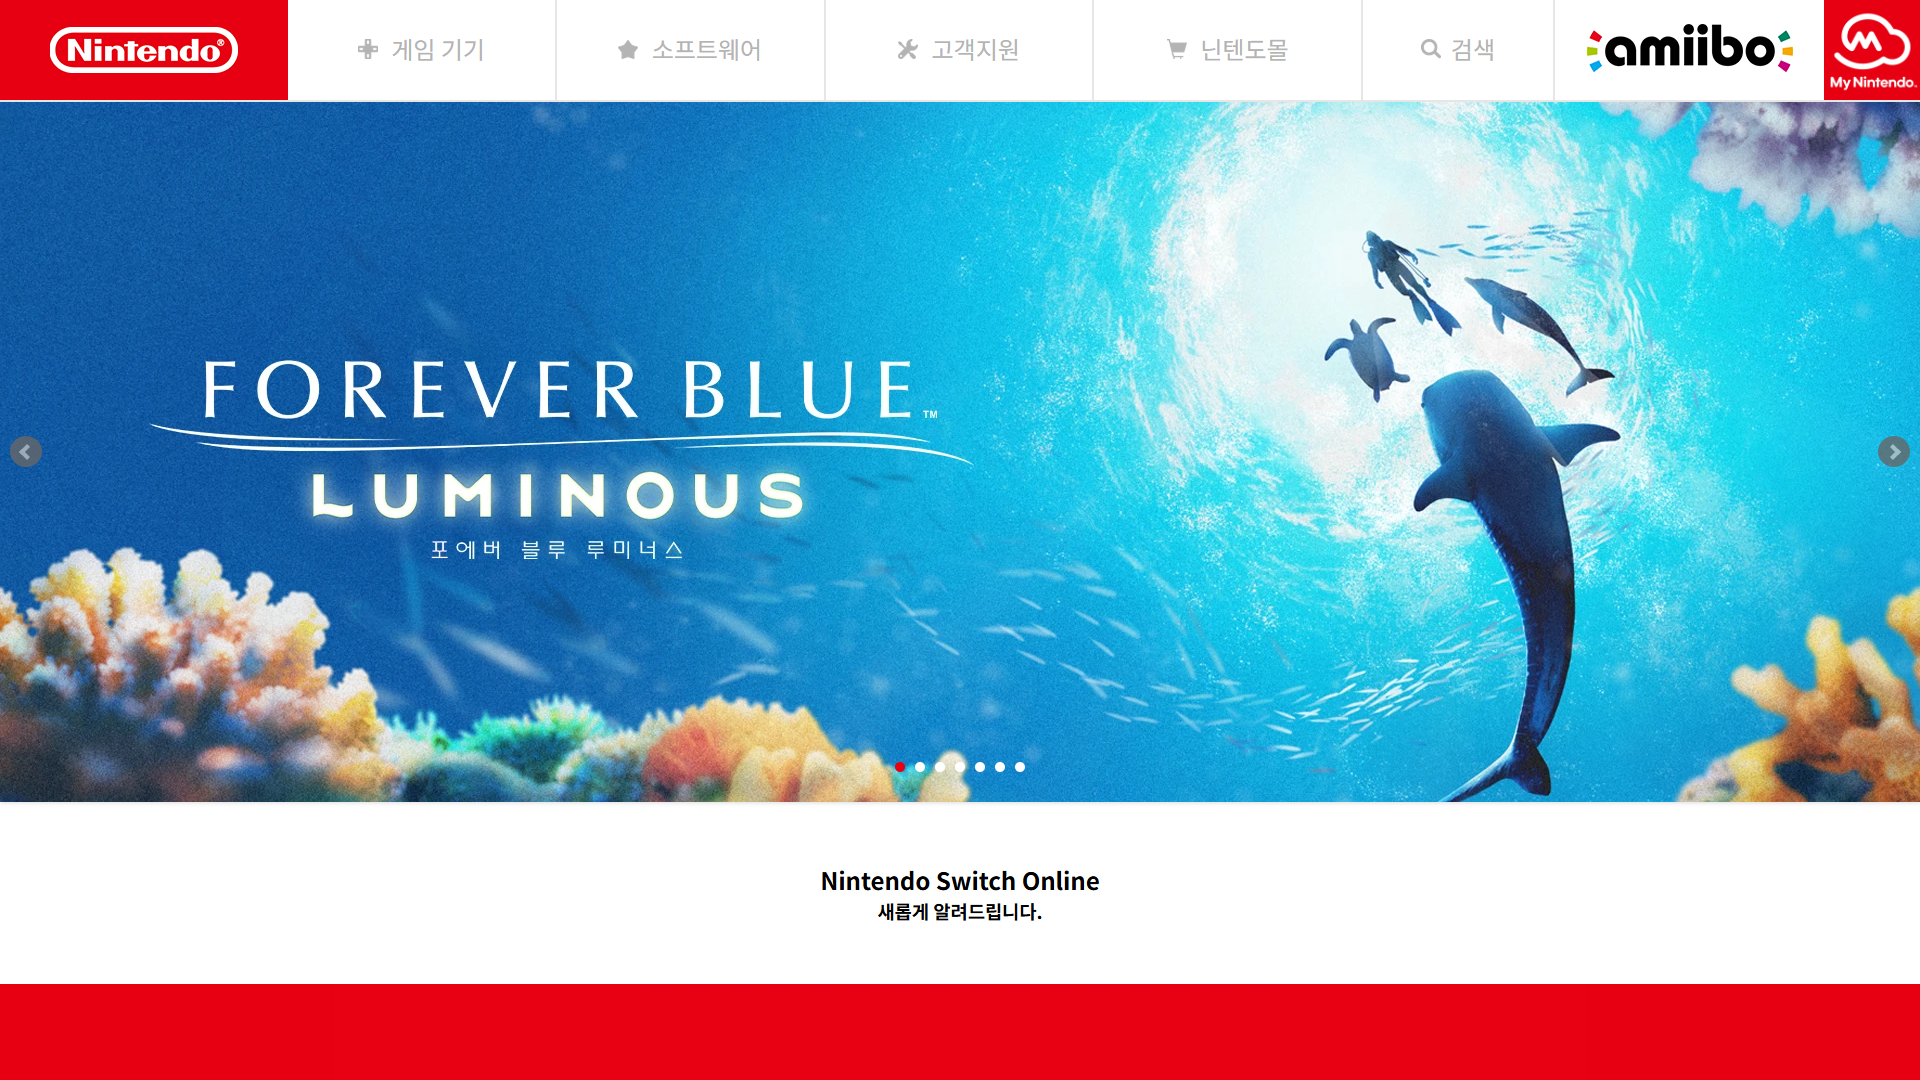 Nintendo®
게임 기기
소프트웨어
고객지원
닌텐도몰
검색
amiibo
My Nintendo.
FOREVER BLUE™
LUMINOUS
포에버 블루 루미너스
Nintendo Switch Online
새롭게 알려드립니다.